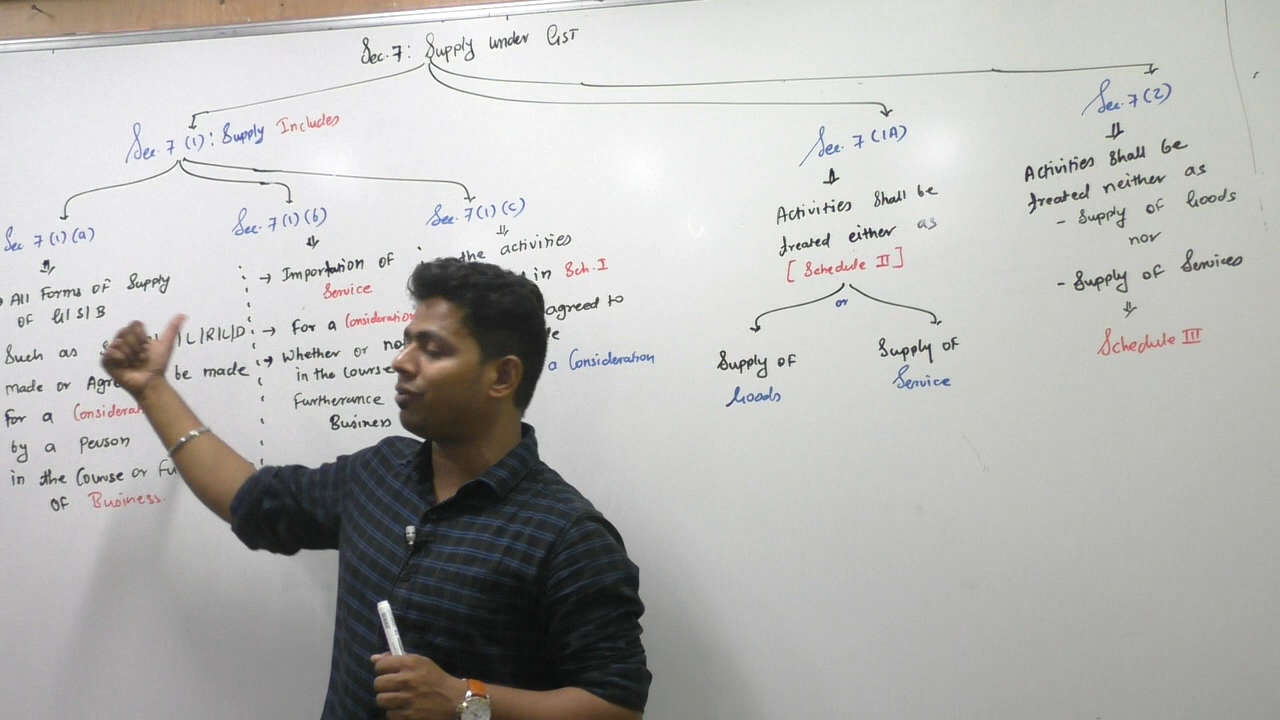 Sec. 7 : Supply under GST
Sec. 7 (1) : Supply Includes
Sec. 7 (1) (a)
All Forms of Supply
of G/S/B
Such as /L/R/L/D
made or be made
For a
by a Person
in the Course or
of Business.
Sec. 7 (1) (b)
→ Importation of
Service
→ For a Consideration
→ Whether or not
in the Course
Furtherance
Business
Sec. 7 (1) (c)
the activities
in Sch. I
agreed to
a Consideration
Sec. 7 (1A)
Activities Shall be
treated either as
[Schedule II]
or
Supply of
Goods
Supply of
Service
Sec. 7 (2)
Activities Shall be
treated neither as
- Supply of Goods
nor
- Supply of Services
Schedule III